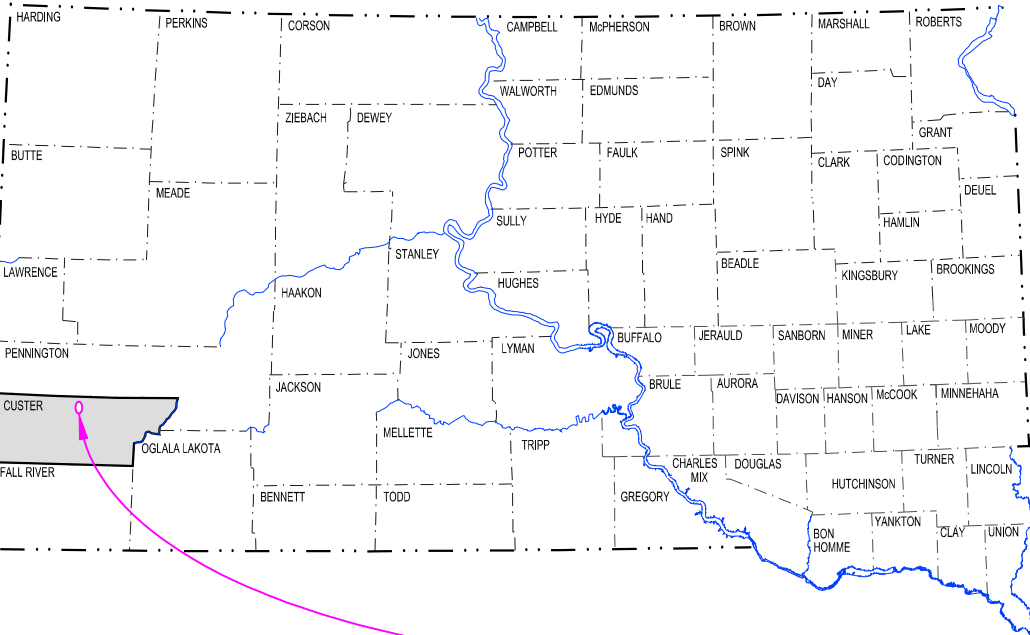 HARDING
PERKINS
CORSON
CAMPBELL
McPHERSON
BROWN
MARSHALL
ROBERTS
WALWORTH
EDMUNDS
DAY
ZIEBACH
DEWEY
GRANT
BUTTE
POTTER
FAULK
SPINK
CLARK
CODINGTON
MEADE
DEUEL
SULLY
HYDE
HAND
HAMLIN
LAWRENCE
STANLEY
BEADLE
KINGSBURY
BROOKINGS
HAAKON
HUGHES
PENNINGTON
JONES
LYMAN
BUFFALO
JERAULD
SANBORN
MINER
LAKE
MOODY
CUSTER
JACKSON
BRULE
AURORA
DAVISON
HANSON
McCOOK
MINNEHAHA
OGLALA LAKOTA
MELLETTE
TRIPP
FALL RIVER
CHARLES
MIX
DOUGLAS
TURNER
LINCOLN
BENNETT
TODD
GREGORY
HUTCHINSON
BON
HOMME
YANKTON
CLAY
UNION